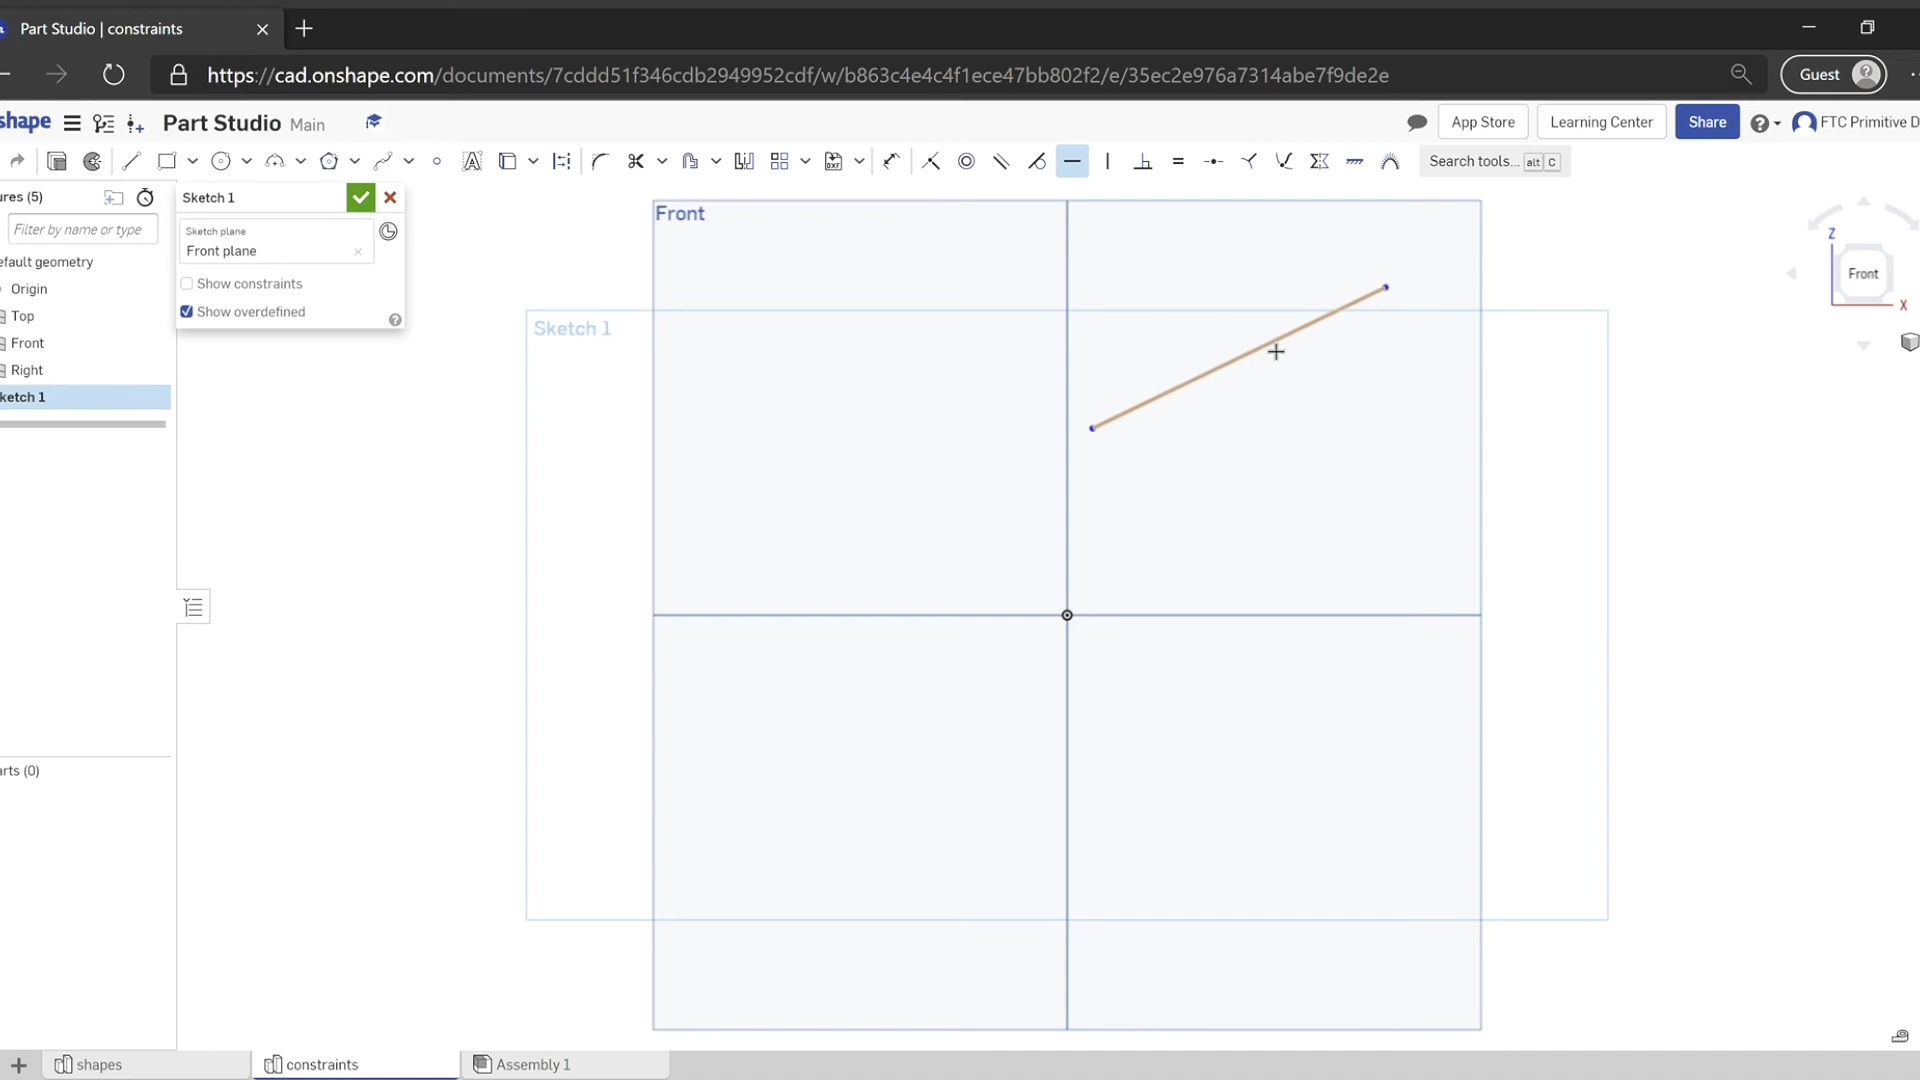 Part Studio | constraints
https://cad.onshape.com/documents/7cddd51f346cdb2949952cdf/w/b863c4e4c4f1ece47bb802f2/e/35ec2e976a7314abe7f9de2e
Guest
shape
Part Studio Main
App Store
Learning Center
Share
FTC Primitive D
Search tools... alt C
ures (5)
Filter by name or type
efault geometry
Origin
Top
Front
Right
ketch 1
arts (0)
Sketch 1
Sketch plane
Front plane
Show constraints
Show overdefined
Front
Sketch 1
Z
Front
X
shapes
constraints
Assembly 1